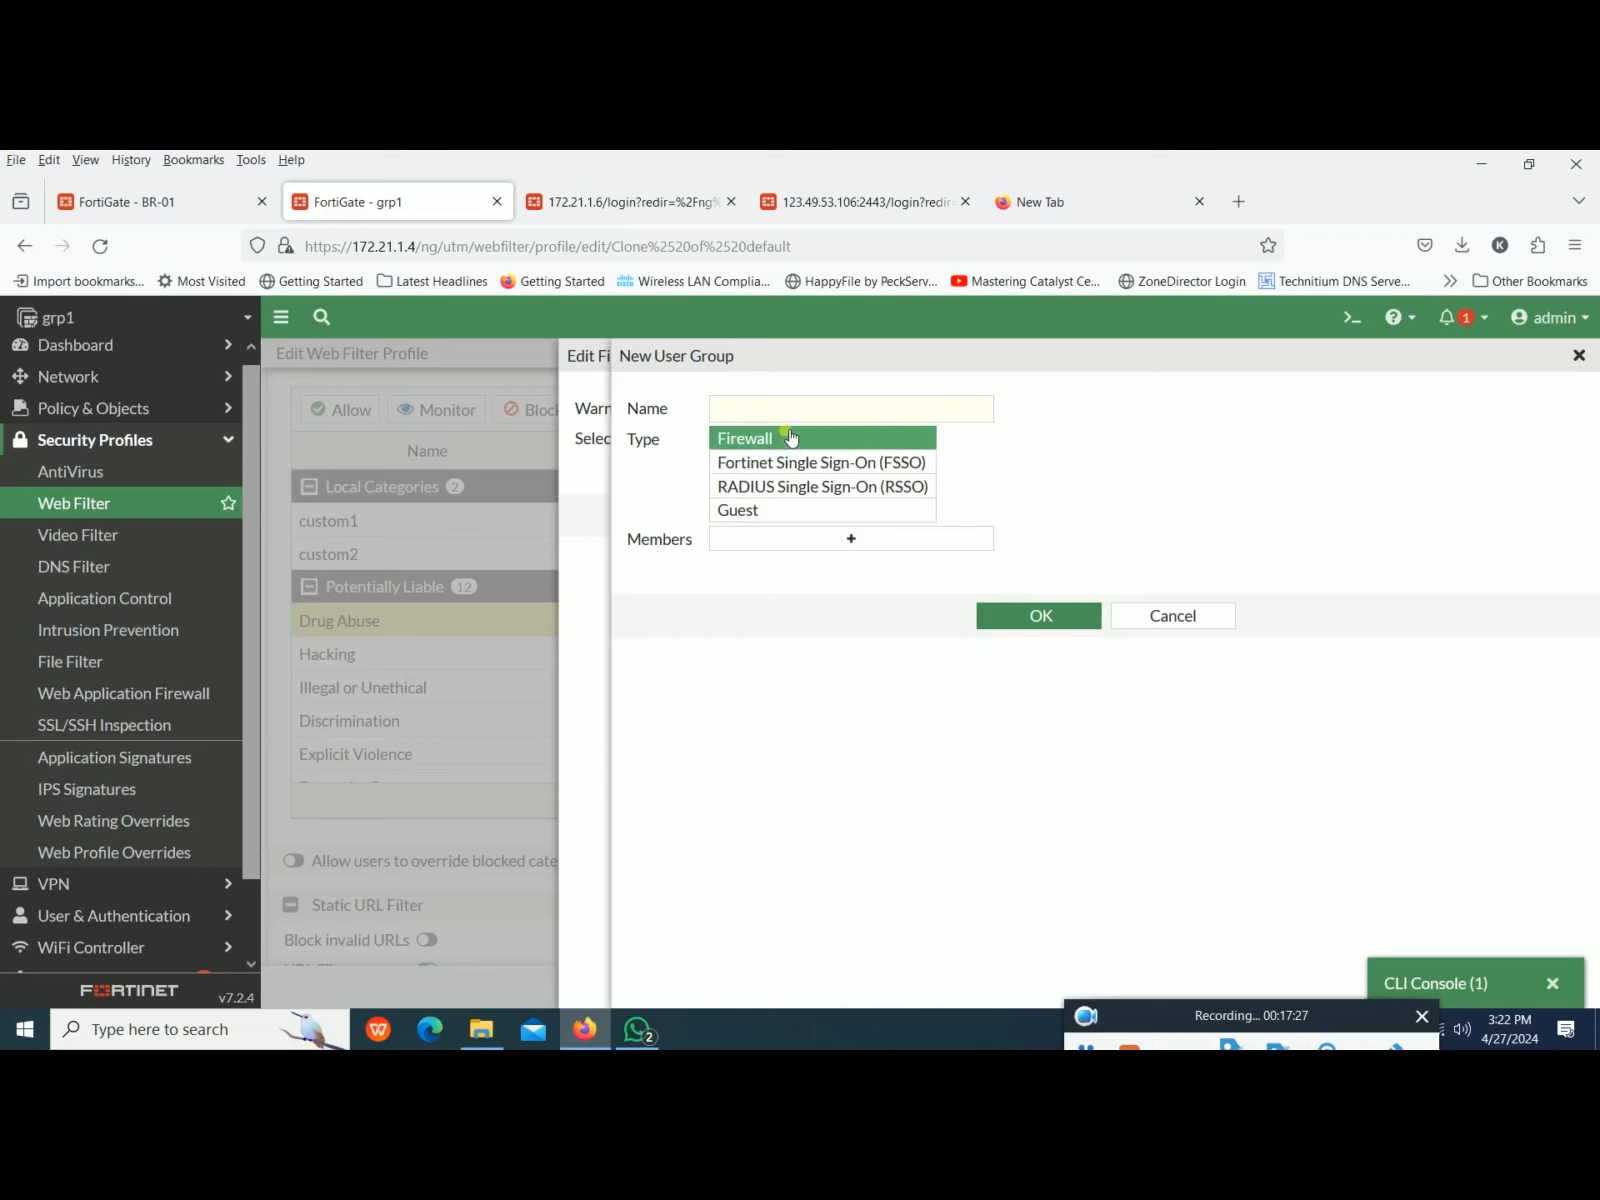 File Edit View History Bookmarks Tools Help
FortiGate - BR-01
FortiGate - grp1
172.21.1.6/login?redir=%2Fng%
123.49.53.106:2443/login?redir=
New Tab
https://172.21.1.4/ng/utm/webfilter/profile/edit/Clone%2520of%2520default
K
Import bookmarks... Most Visited Getting Started Latest Headlines Getting Started Wireless LAN Complia... HappyFile by PeckServ... Mastering Catalyst Ce... ZoneDirector Login Technitium DNS Serve... Other Bookmarks
grp1
1
admin
Dashboard
Network
Policy & Objects
Security Profiles
AntiVirus
Web Filter
Video Filter
DNS Filter
Application Control
Intrusion Prevention
File Filter
Web Application Firewall
SSL/SSH Inspection
Application Signatures
IPS Signatures
Web Rating Overrides
Web Profile Overrides
VPN
User & Authentication
WiFi Controller
FORTINET
v7.2.4
Edit Web Filter Profile
Allow Monitor Bloc
Name
Local Categories 2
custom1
custom2
Potentially Liable 12
Drug Abuse
Hacking
Illegal or Unethical
Discrimination
Explicit Violence
Allow users to override blocked cate
Static URL Filter
Block invalid URLs
Edit Fi
Warn
Selec
New User Group
Name
Type
Firewall
Fortinet Single Sign-On (FSSO)
RADIUS Single Sign-On (RSSO)
Guest
Members
OK
Cancel
CLI Console (1)
Recording... 00:17:27
Type here to search
W
2
3:22 PM
4/27/2024